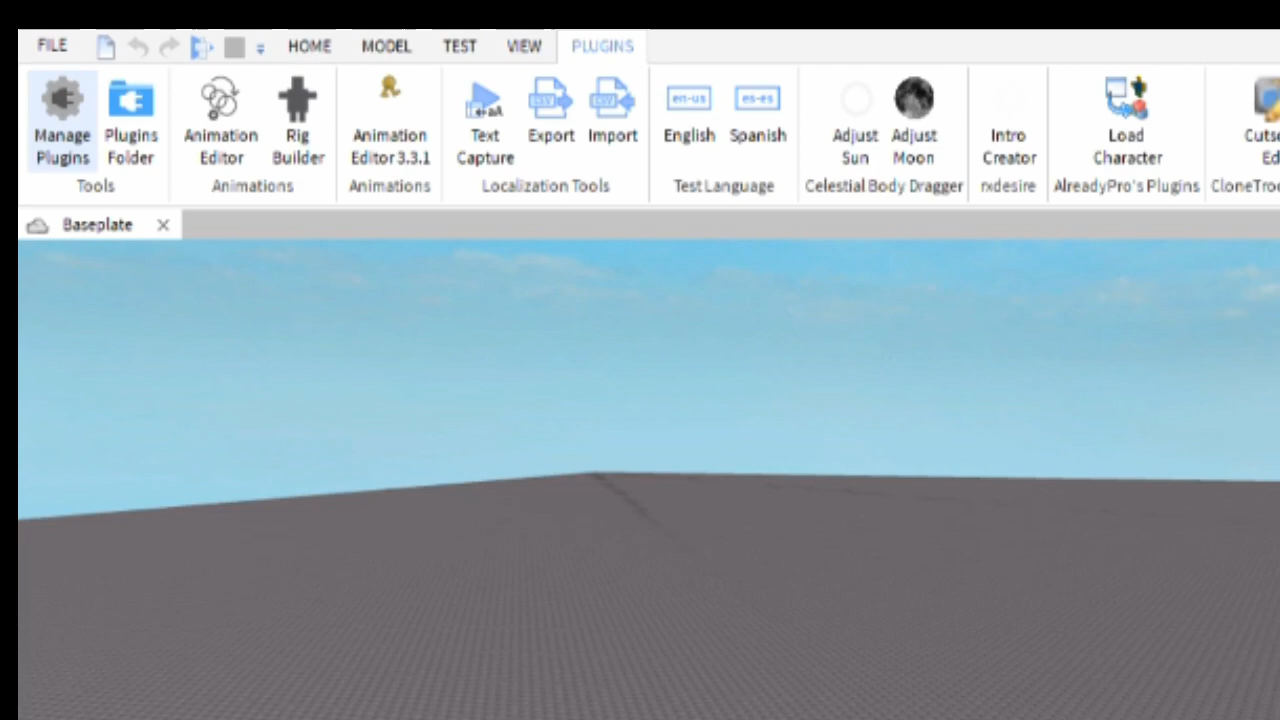 FILE HOME MODEL TEST VIEW PLUGINS
en-us es-es
Manage Plugins Animation Rig Animation Text Export Import English Spanish Adjust Adjust Intro Load
Plugins Folder Editor Builder Editor 3.3.1 Capture Sun Moon Creator Character
Tools Animations Animations Localization Tools Test Language Celestial Body Dragger rxdesire AlreadyPro's Plugins
Baseplate